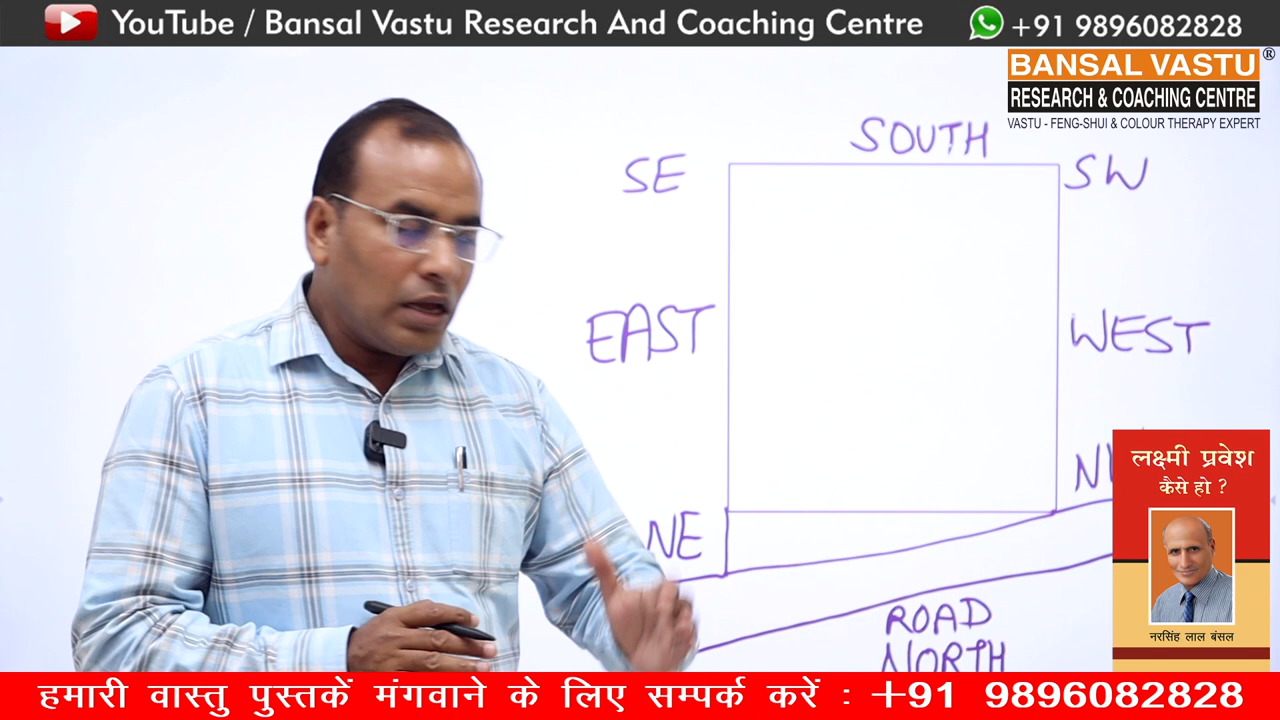 YouTube / Bansal Vastu Research And Coaching Centre
+91 9896082828
BANSAL VASTU®
RESEARCH & COACHING CENTRE
VASTU - FENG-SHUI & COLOUR THERAPY EXPERT
SOUTH
SE
SW
EAST
WEST
NE
लक्ष्मी प्रवेश
कैसे हो ?
नरसिंह लाल बंसल
ROAD
NORTH
हमारी वास्तु पुस्तकें मंगवाने के लिए सम्पर्क करें : +91 9896082828